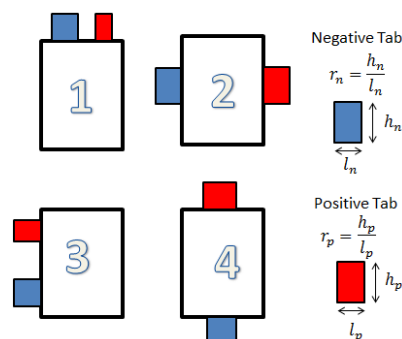 1
2
3
4
Negative Tab
r_n = h_n / l_n
h_n
l_n
Positive Tab
r_p = h_p / l_p
h_p
l_p